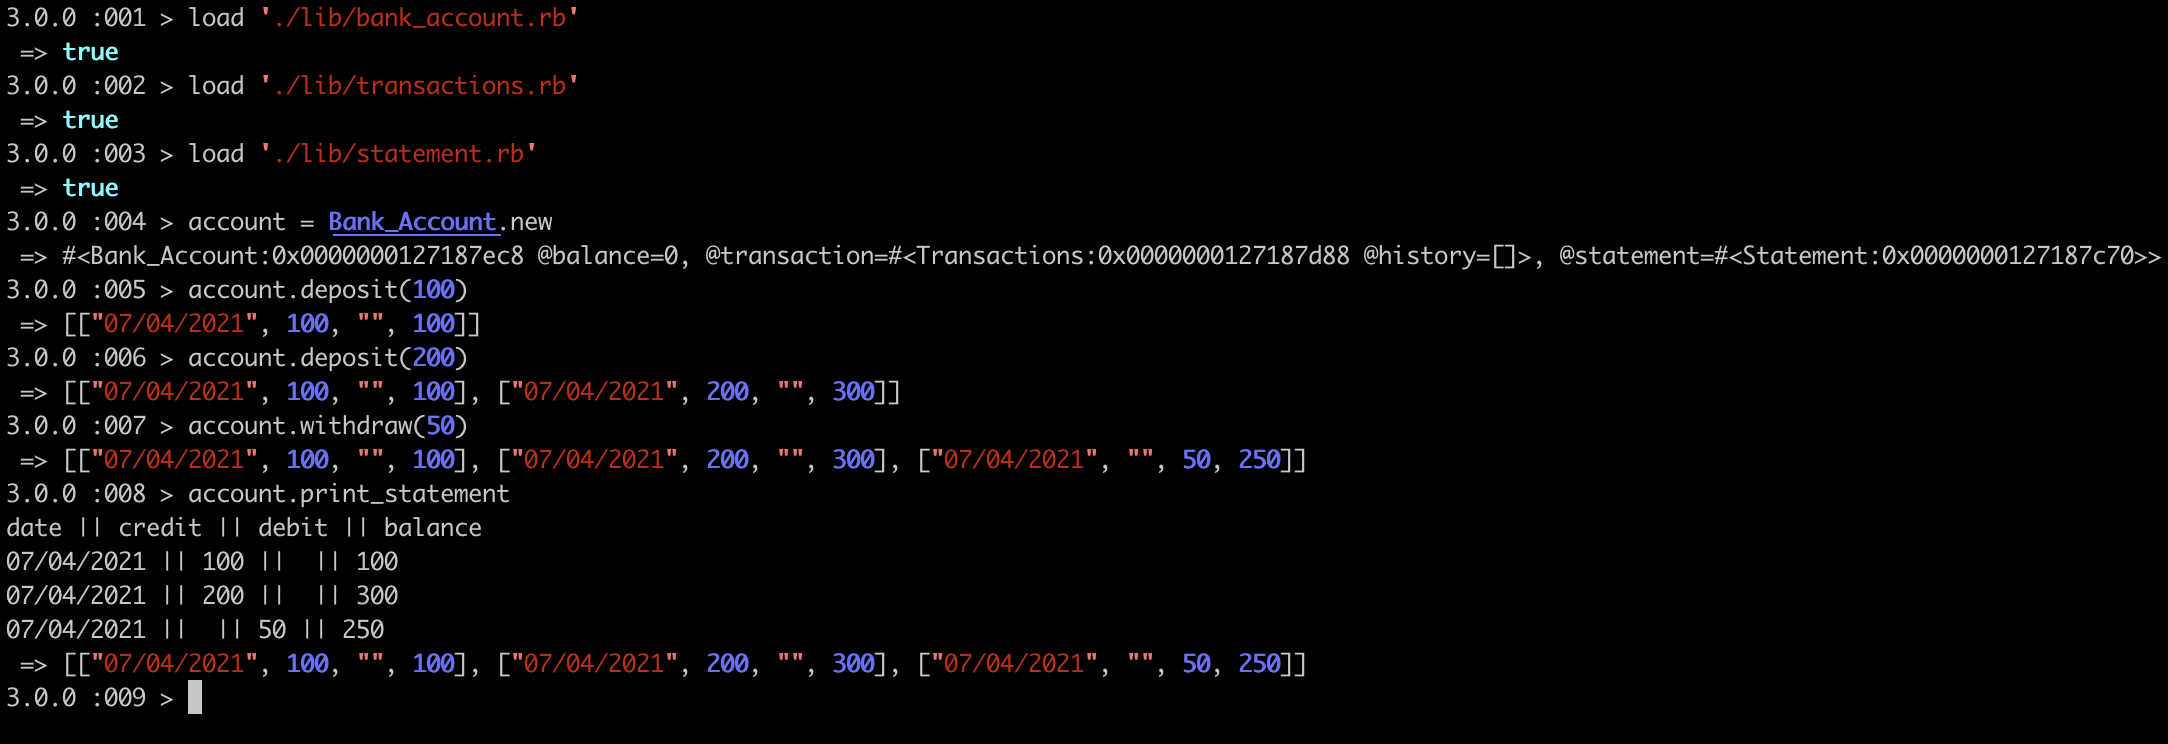 3.0.0 :001 > load './lib/bank_account.rb'
 => true
3.0.0 :002 > load './lib/transactions.rb'
 => true
3.0.0 :003 > load './lib/statement.rb'
 => true
3.0.0 :004 > account = Bank_Account.new
 => #<Bank_Account:0x0000000127187ec8 @balance=0, @transaction=#<Transactions:0x0000000127187d88 @history=[]>, @statement=#<Statement:0x0000000127187c70>>
3.0.0 :005 > account.deposit(100)
 => [["07/04/2021", 100, "", 100]]
3.0.0 :006 > account.deposit(200)
 => [["07/04/2021", 100, "", 100], ["07/04/2021", 200, "", 300]]
3.0.0 :007 > account.withdraw(50)
 => [["07/04/2021", 100, "", 100], ["07/04/2021", 200, "", 300], ["07/04/2021", "", 50, 250]]
3.0.0 :008 > account.print_statement
date || credit || debit || balance
07/04/2021 || 100 ||  || 100
07/04/2021 || 200 ||  || 300
07/04/2021 ||  || 50 || 250
 => [["07/04/2021", 100, "", 100], ["07/04/2021", 200, "", 300], ["07/04/2021", "", 50, 250]]
3.0.0 :009 >